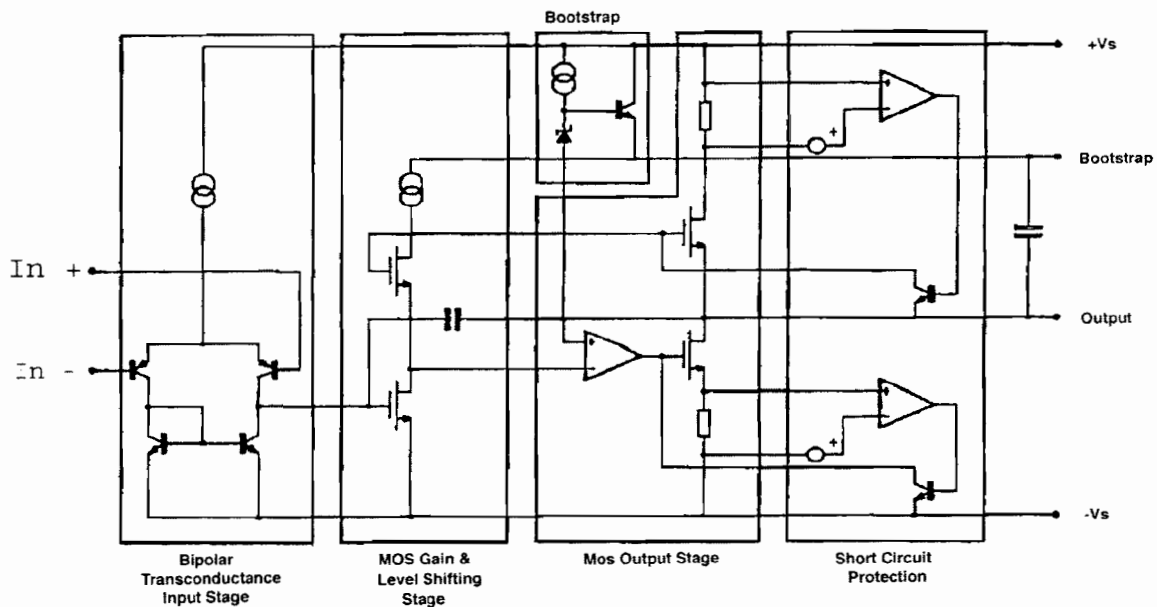 Bootstrap
+Vs
+
Bootstrap
In +
+
Output
+
In -
+
+
-Vs
Bipolar
Transconductance
Input Stage
MOS Gain &
Level Shifting
Stage
Mos Output Stage
Short Circuit
Protection